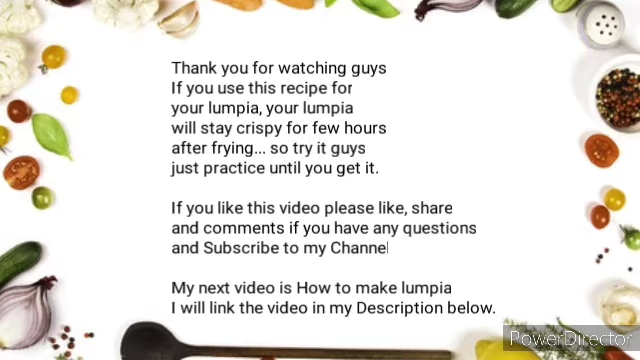 Thank you for watching guys
If you use this recipe for
your lumpia, your lumpia
will stay crispy for few hours
after frying... so try it guys
just practice until you get it.
If you like this video please like, share
and comments if you have any questions
and Subscribe to my Channel
My next video is How to make lumpia
I will link the video in my Description below.
PowerDirector